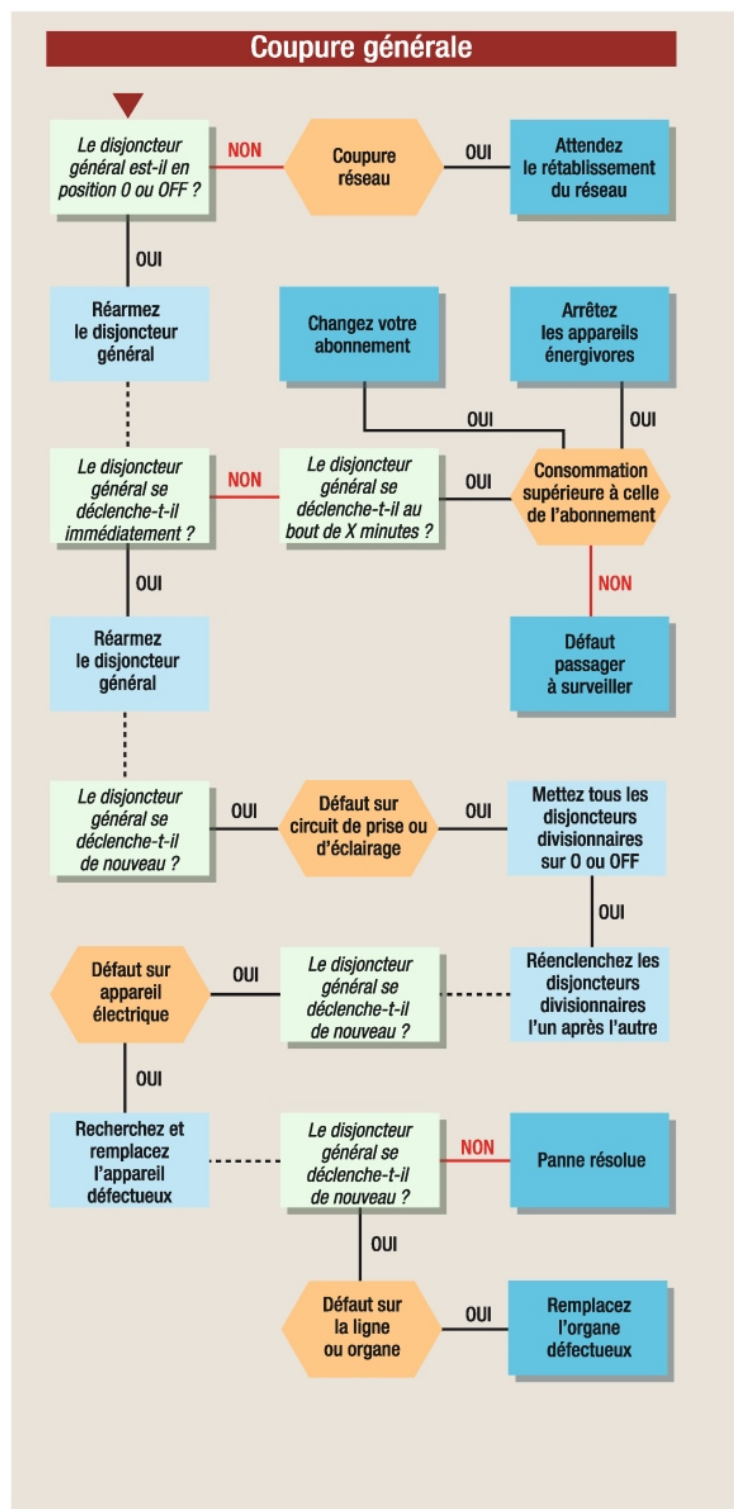 Coupure générale
Le disjoncteur
général est-il en
position 0 ou OFF ?
NON
Coupure
réseau
OUI
Attendez
le rétablissement
du réseau
OUI
Réarmez
le disjoncteur
général
Changez votre
abonnement
Arrêtez
les appareils
énergivores
OUI
OUI
Le disjoncteur
général se
déclenche-t-il
immédiatement ?
NON
Le disjoncteur
général se
déclenche-t-il au
bout de X minutes ?
OUI
Consommation
supérieure à celle
de l'abonnement
OUI
NON
Réarmez
le disjoncteur
général
Défaut
passager
à surveiller
Le disjoncteur
général se
déclenche-t-il
de nouveau ?
OUI
Défaut sur
circuit de prise ou
d'éclairage
OUI
Mettez tous les
disjoncteurs
divisionnaires
sur 0 ou OFF
OUI
Défaut sur
appareil
électrique
OUI
Le disjoncteur
général se
déclenche-t-il
de nouveau ?
Réenclenchez les
disjoncteurs
divisionnaires
l'un après l'autre
OUI
Recherchez et
remplacez
l'appareil
défectueux
Le disjoncteur
général se
déclenche-t-il
de nouveau ?
NON
Panne résolue
OUI
Défaut sur
la ligne
ou organe
OUI
Remplacez
l'organe
défectueux